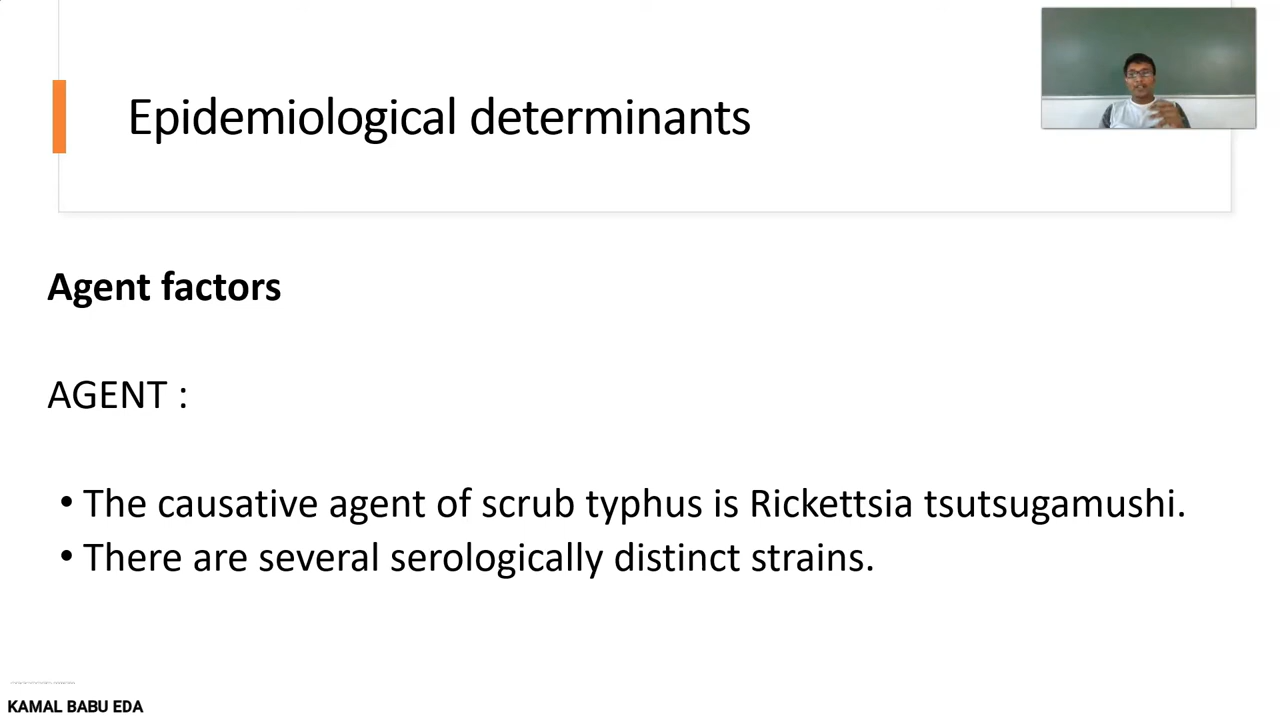 Epidemiological determinants
Agent factors
AGENT :
• The causative agent of scrub typhus is Rickettsia tsutsugamushi.
• There are several serologically distinct strains.
KAMAL BABU EDA